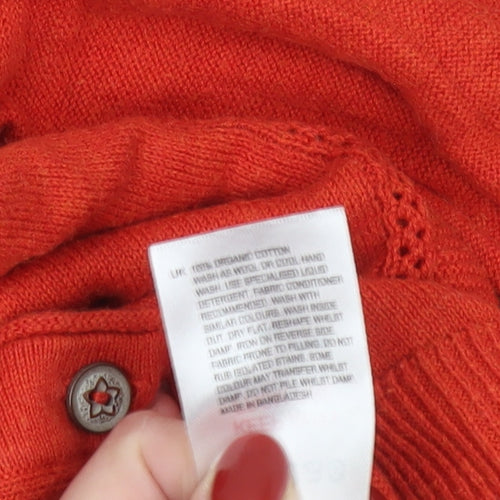 UK 100% ORGANIC COTTON
WASH AS WOOL OR COOL HAND
WASH. USE SPECIALISED LIQUID
DETERGENT. FABRIC CONDITIONER
RECOMMENDED. WASH WITH
SIMILAR COLOURS. WASH INSIDE
OUT. DRY FLAT. RESHAPE WHILST
DAMP. IRON ON REVERSE SIDE.
FABRIC PRONE TO PILLING. DO NOT
RUB ISOLATED STAINS. SOME
COLOUR MAY TRANSFER WHILST
DAMP. DO NOT PILE WHILST DAMP.
MADE IN BANGLADESH